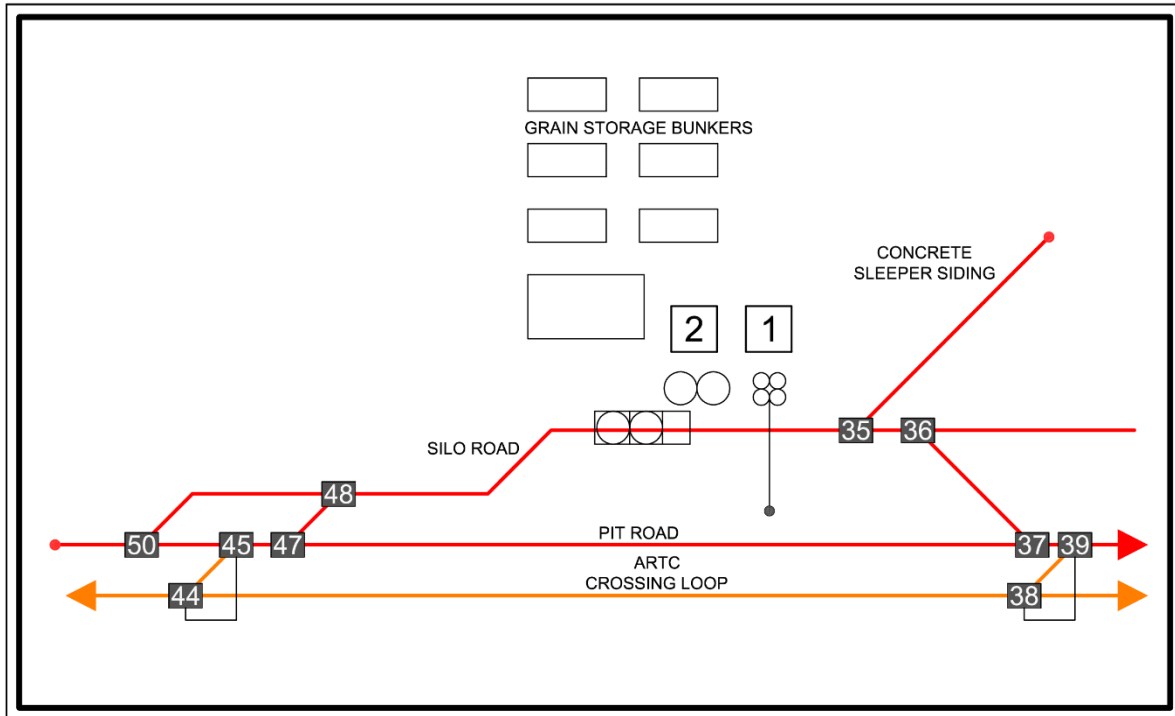 GRAIN STORAGE BUNKERS
CONCRETE
SLEEPER SIDING
2
1
35
36
SILO ROAD
48
50
45
47
PIT ROAD
37
39
ARTC
CROSSING LOOP
44
38